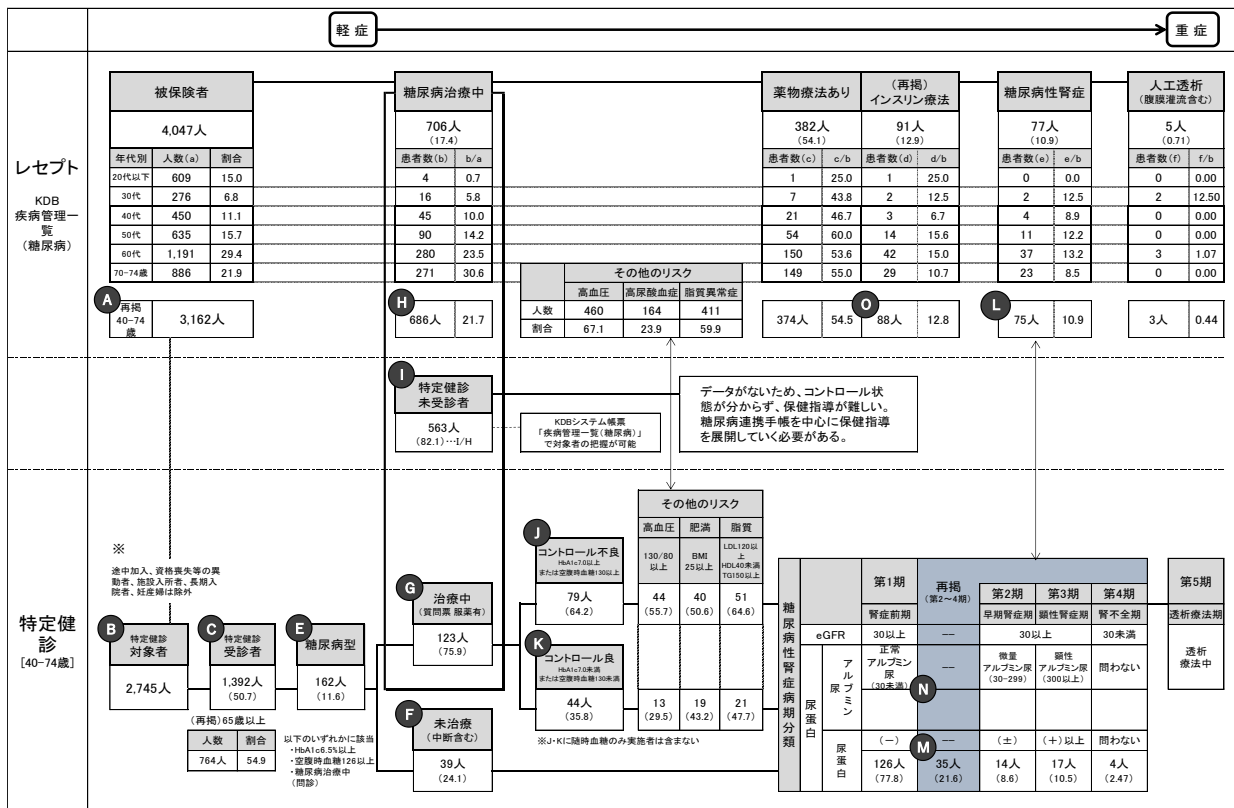 軽 症
重 症
レセプト
KDB
疾病管理一
覧
(糖尿病)
被保険者
4,047人
年代別 人数(a) 割合
20代以下 609 15.0
30代 276 6.8
40代 450 11.1
50代 635 15.7
60代 1,191 29.4
70-74歳 886 21.9
A
再掲
40-74
歳
3,162人
糖尿病治療中
706人
(17.4)
患者数(b) b/a
4 0.7
16 5.8
45 10.0
90 14.2
280 23.5
271 30.6
H
686人 21.7
その他のリスク
高血圧 高尿酸血症 脂質異常症
人数 460 164 411
割合 67.1 23.9 59.9
薬物療法あり
382人
(54.1)
患者数(c) c/b
1 25.0
7 43.8
21 46.7
54 60.0
150 53.6
149 55.0
374人 54.5
(再掲)
インスリン療法
91人
(12.9)
患者数(d) d/b
1 25.0
2 12.5
3 6.7
14 15.6
42 15.0
29 10.7
O
88人 12.8
糖尿病性腎症
77人
(10.9)
患者数(e) e/b
0 0.0
2 12.5
4 8.9
11 12.2
37 13.2
23 8.5
L
75人 10.9
人工透析
(腹膜灌流含む)
5人
(0.71)
患者数(f) f/b
0 0.00
2 12.50
0 0.00
0 0.00
3 1.07
0 0.00
3人 0.44
I
特定健診
未受診者
563人
(82.1)…I/H
KDBシステム帳票
「疾病管理一覧(糖尿病)」
で対象者の把握が可能
データがないため、コントロール状
態が分からず、保健指導が難しい。
糖尿病連携手帳を中心に保健指導
を展開していく必要がある。
特定健
診
[40-74歳]
※
途中加入、資格喪失等の異
動者、施設入所者、長期入
院者、妊産婦は除外
B
特定健診
対象者
2,745人
C
特定健診
受診者
1,392人
(50.7)
(再掲)65歳以上
人数 割合
764人 54.9
E
糖尿病型
162人
(11.6)
以下のいずれかに該当
・HbA1c6.5%以上
・空腹時血糖126以上
・糖尿病治療中
(問診)
G
治療中
(質問票 服薬有)
123人
(75.9)
F
未治療
(中断含む)
39人
(24.1)
J
コントロール不良
HbA1c7.0以上
または空腹時血糖130以上
79人
(64.2)
K
コントロール良
HbA1c7.0未満
または空腹時血糖130未満
44人
(35.8)
その他のリスク
高血圧 肥満 脂質
130/80
以上
BMI
25以上
LDL120以
上
HDL40未満
TG150以上
44 40 51
(55.7) (50.6) (64.6)
13 19 21
(29.5) (43.2) (47.7)
※J・Kに随時血糖のみ実施者は含まない
糖尿病性腎症病期分類
第1期
腎症前期
再掲
(第2~4期)
第2期
早期腎症期
第3期
顕性腎症期
第4期
腎不全期
第5期
透析療法期
eGFR 30以上 -- 30以上 30未満
尿蛋白
尿アルブミン
正常
アルブミン
尿
(30未満)
--
微量
アルブミン尿
(30-299)
顕性
アルブミン尿
(300以上)
問わない
透析
療法中
N
尿蛋白
(-) -- (±) (+)以上 問わない
M
126人 35人 14人 17人 4人
(77.8) (21.6) (8.6) (10.5) (2.47)